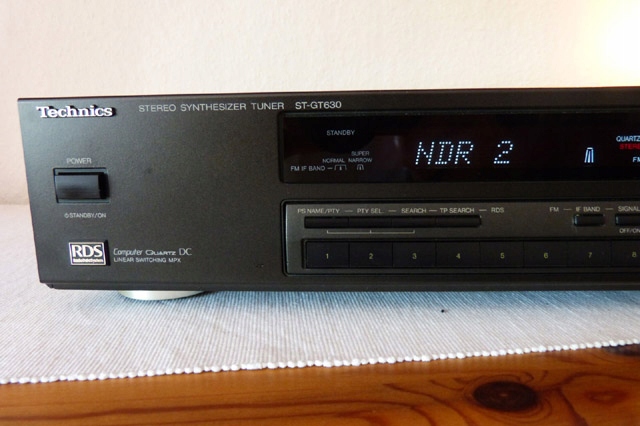 Technics
STEREO SYNTHESIZER TUNER ST-GT630
STANDBY
SUPER
NORMAL NARROW
FM IF BAND
NDR 2
QUARTZ
STERE
FM
POWER
STANDBY/ON
PS NAME/PTY PTY SEL. SEARCH TP SEARCH RDS
FM IF BAND SIGNAL
OFF/ON
1 2 3 4 5 6 7 8
RDS
Computer QUARTZ DC
LINEAR SWITCHING MPX